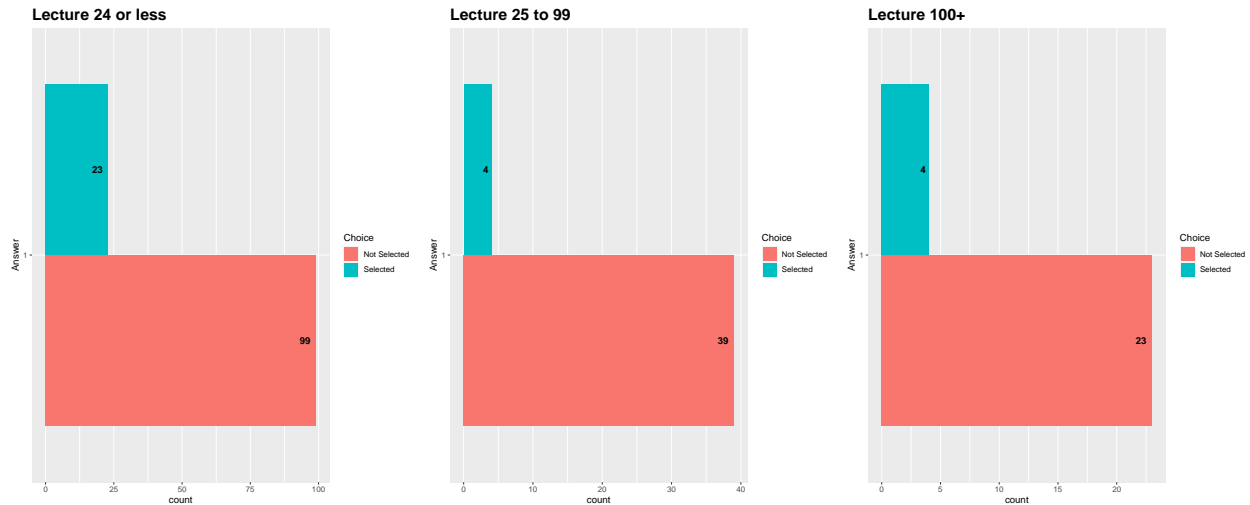 Lecture 24 or less
23
99
1
Answer
0 25 50 75 100
count
Choice
Not Selected
Selected
Lecture 25 to 99
4
39
1
Answer
0 10 20 30 40
count
Choice
Not Selected
Selected
Lecture 100+
4
23
1
Answer
0 5 10 15 20
count
Choice
Not Selected
Selected